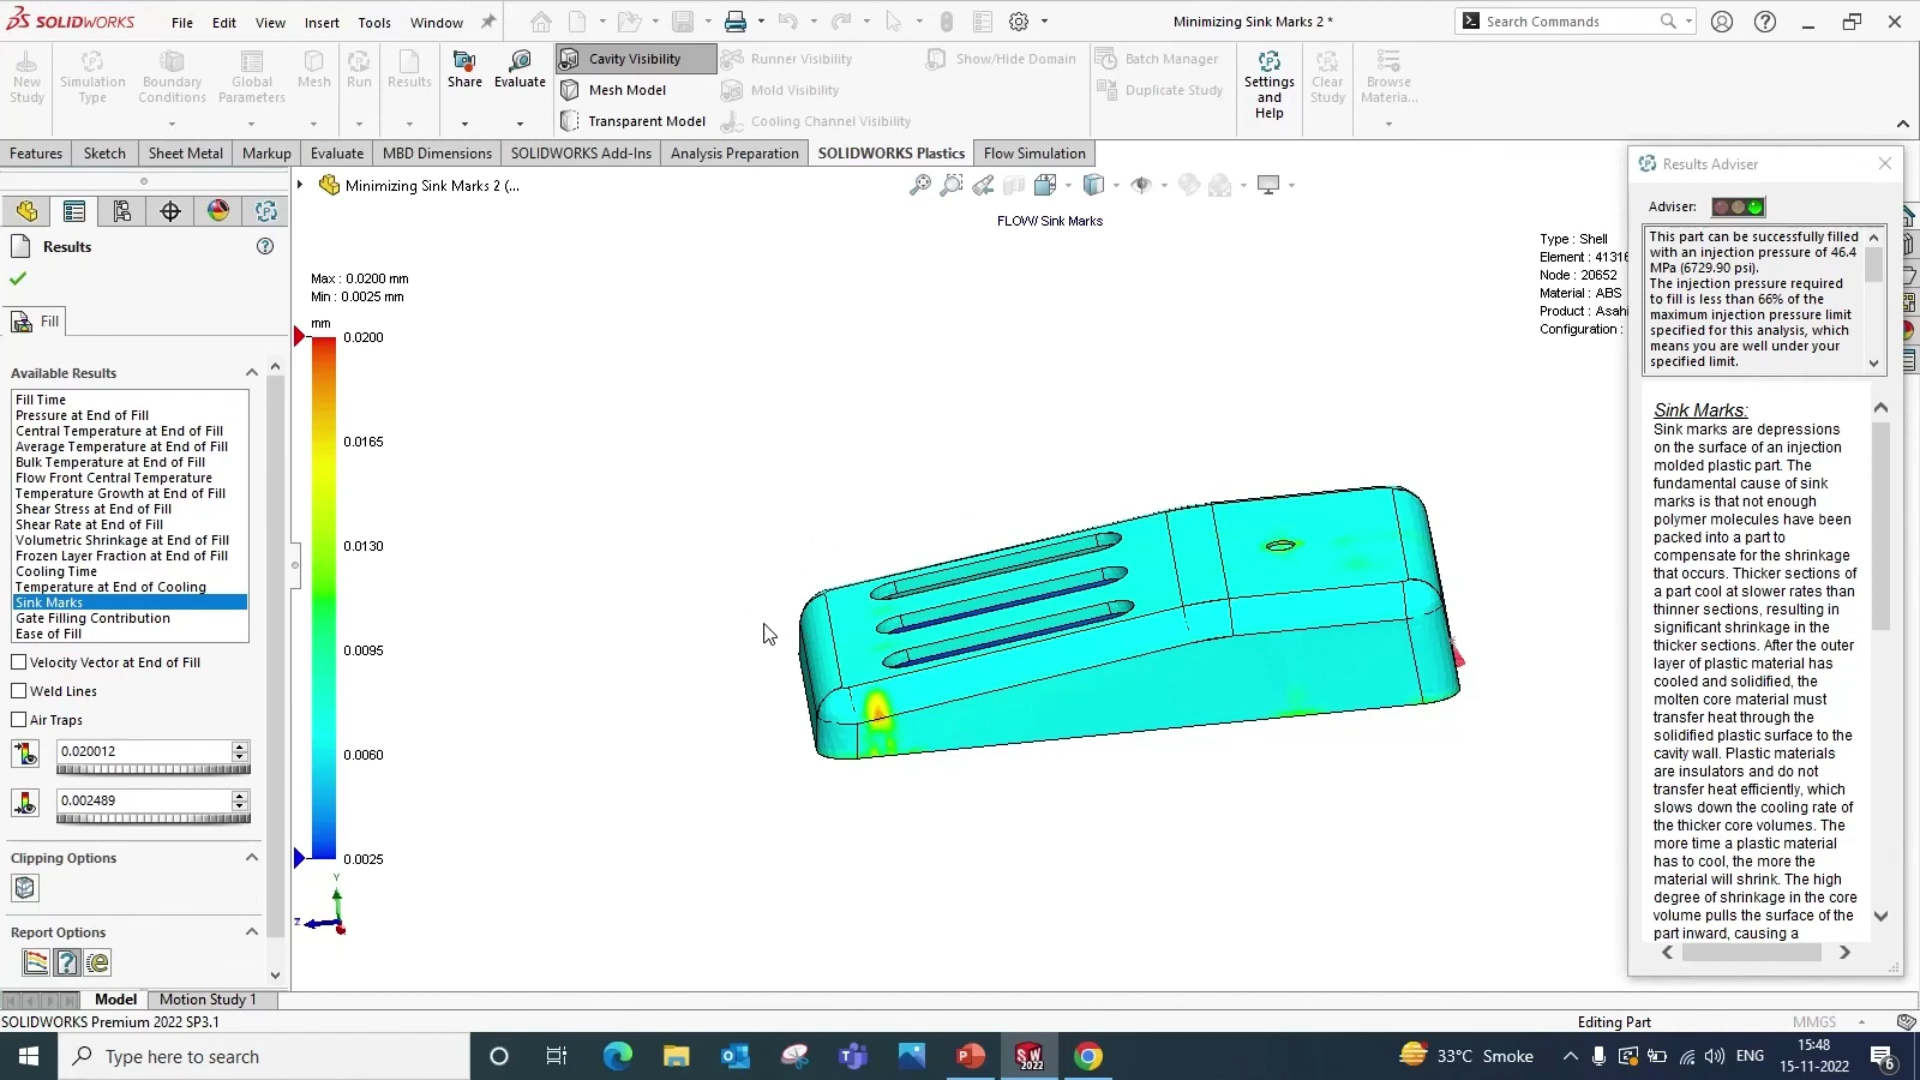 SOLIDWORKS File Edit View Insert Tools Window Minimizing Sink Marks 2 * Search Commands
New Study
Simulation Type
Boundary Conditions
Global Parameters
Mesh
Run
Results
Share
Evaluate
Cavity Visibility
Mesh Model
Transparent Model
Runner Visibility
Mold Visibility
Cooling Channel Visibility
Show/Hide Domain
Batch Manager
Duplicate Study
Settings and Help
Clear Study
Browse Materia...
Features Sketch Sheet Metal Markup Evaluate MBD Dimensions SOLIDWORKS Add-Ins Analysis Preparation SOLIDWORKS Plastics Flow Simulation
Minimizing Sink Marks 2 (...
Results
Fill
Available Results
Fill Time
Pressure at End of Fill
Central Temperature at End of Fill
Average Temperature at End of Fill
Bulk Temperature at End of Fill
Flow Front Central Temperature
Temperature Growth at End of Fill
Shear Stress at End of Fill
Shear Rate at End of Fill
Volumetric Shrinkage at End of Fill
Frozen Layer Fraction at End of Fill
Cooling Time
Temperature at End of Cooling
Sink Marks
Gate Filling Contribution
Ease of Fill
Velocity Vector at End of Fill
Weld Lines
Air Traps
0.020012
0.002489
Clipping Options
Report Options
FLOW/ Sink Marks
Max : 0.0200 mm
Min : 0.0025 mm
mm
0.0200
0.0165
0.0130
0.0095
0.0060
0.0025
Y
Z
Type : Shell
Element : 41316
Node : 20652
Material : ABS
Product : Asahi
Configuration :
Results Adviser
Adviser:
This part can be successfully filled
with an injection pressure of 46.4
MPa (6729.90 psi).
The injection pressure required
to fill is less than 66% of the
maximum injection pressure limit
specified for this analysis, which
means you are well under your
specified limit.
Sink Marks:
Sink marks are depressions
on the surface of an injection
molded plastic part. The
fundamental cause of sink
marks is that not enough
polymer molecules have been
packed into a part to
compensate for the shrinkage
that occurs. Thicker sections of
a part cool at slower rates than
thinner sections, resulting in
significant shrinkage in the
thicker sections. After the outer
layer of plastic material has
cooled and solidified, the
molten core material must
transfer heat through the
solidified plastic surface to the
cavity wall. Plastic materials
are insulators and do not
transfer heat efficiently, which
slows down the cooling rate of
the thicker core volumes. The
more time a plastic material
has to cool, the more the
material will shrink. The high
degree of shrinkage in the core
volume pulls the surface of the
part inward, causing a
Model Motion Study 1
SOLIDWORKS Premium 2022 SP3.1 Editing Part MMGS
Type here to search 33°C Smoke ENG 15:48
15-11-2022 6